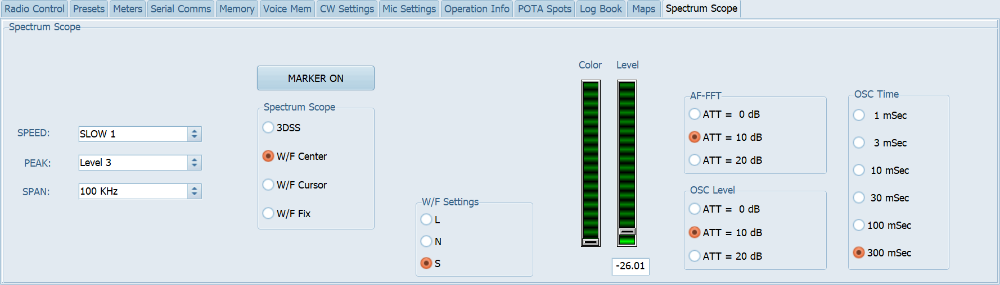 Radio Control Presets Meters Serial Comms Memory Voice Mem CW Settings Mic Settings Operation Info POTA Spots Log Book Maps Spectrum Scope
Spectrum Scope
SPEED: SLOW 1
PEAK: Level 3
SPAN: 100 KHz
MARKER ON
Spectrum Scope
3DSS
W/F Center
W/F Cursor
W/F Fix
W/F Settings
L
N
S
Color Level
-26.01
AF-FFT
ATT = 0 dB
ATT = 10 dB
ATT = 20 dB
OSC Level
ATT = 0 dB
ATT = 10 dB
ATT = 20 dB
OSC Time
1 mSec
3 mSec
10 mSec
30 mSec
100 mSec
300 mSec